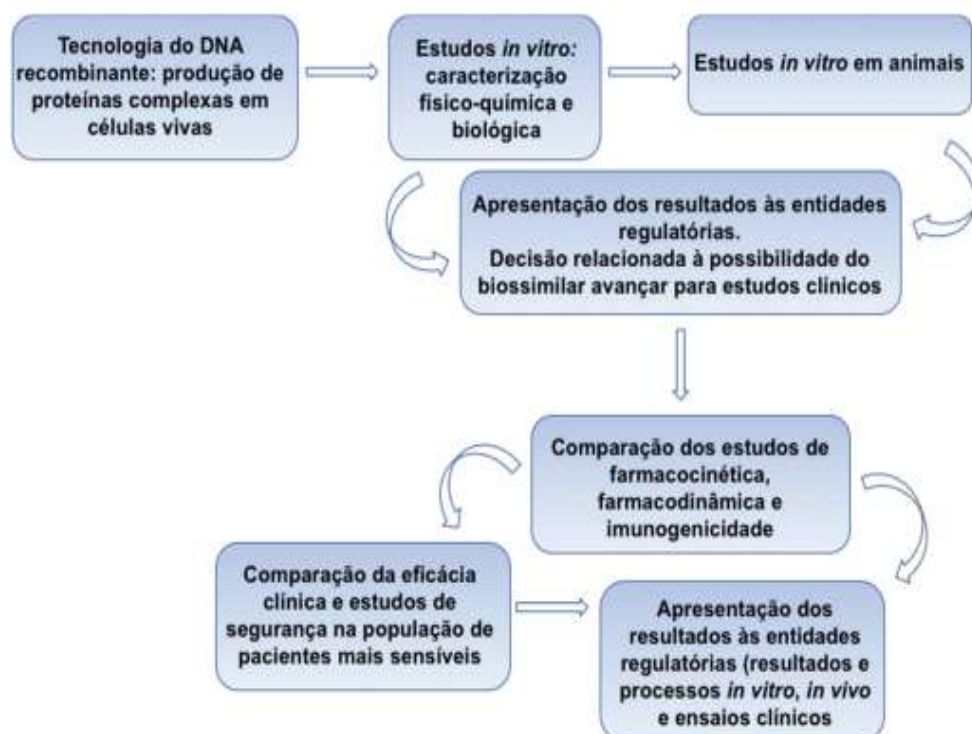 Tecnologia do DNA
recombinante: produção de
proteínas complexas em
células vivas
Estudos in vitro:
caracterização
físico-química e
biológica
Estudos in vitro em animais
Apresentação dos resultados às entidades
regulatórias.
Decisão relacionada à possibilidade do
biossimilar avançar para estudos clínicos
Comparação dos estudos de
farmacocinética,
farmacodinâmica e
imunogenicidade
Comparação da eficácia
clínica e estudos de
segurança na população de
pacientes mais sensíveis
Apresentação dos
resultados às entidades
regulatórias (resultados e
processos in vitro, in vivo
e ensaios clínicos